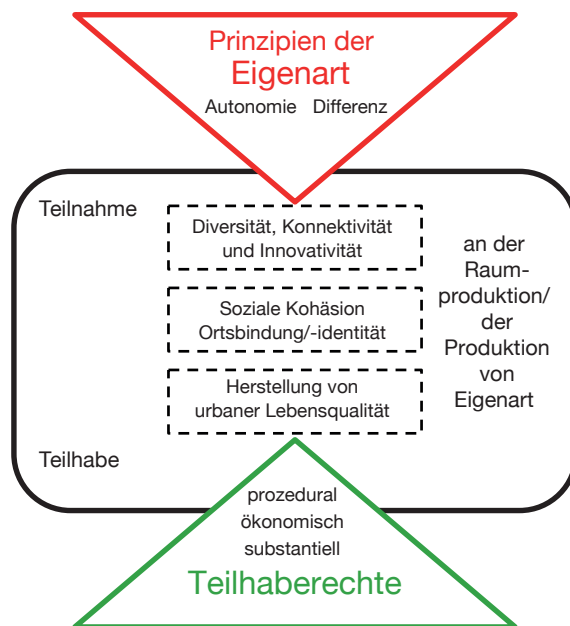 Prinzipien der
Eigenart
Autonomie Differenz
Teilnahme
Diversität, Konnektivität
und Innovativität
Soziale Kohäsion
Ortsbindung/-identität
Herstellung von
urbaner Lebensqualität
an der
Raum-
produktion/
der
Produktion
von
Eigenart
Teilhabe
prozedural
ökonomisch
substantiell
Teilhaberechte